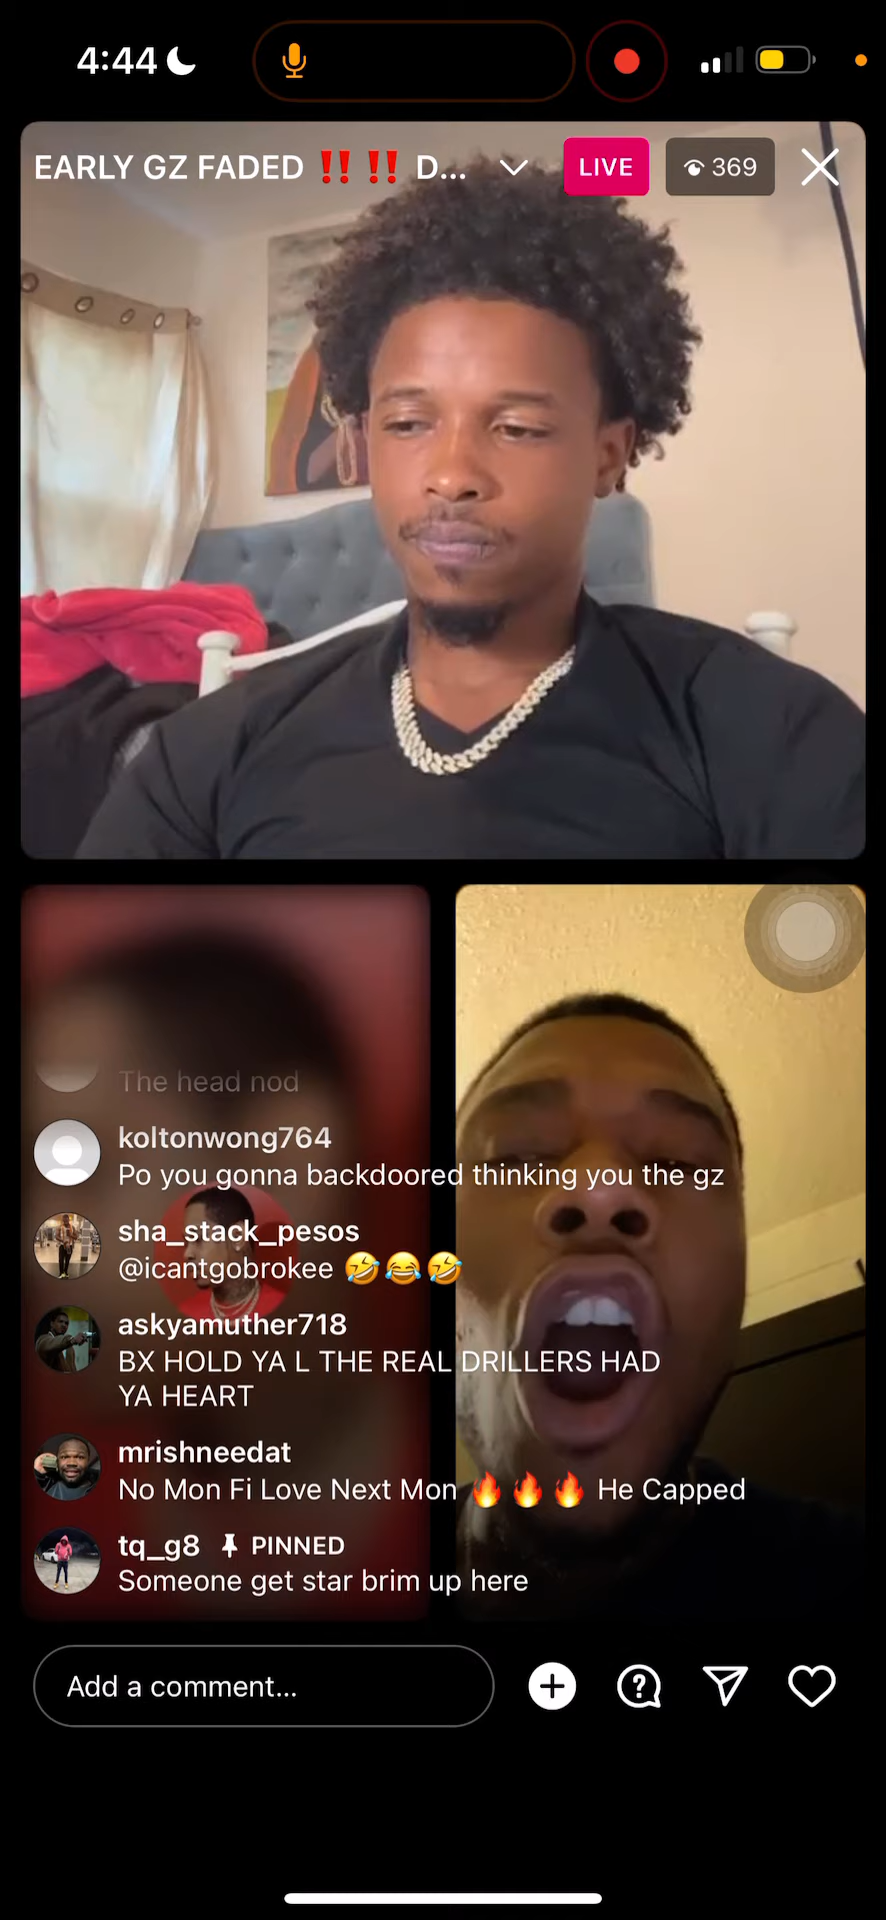 4:44
EARLY GZ FADED ‼️ ‼️ D...
LIVE
369
The head nod
koltonwong764
Po you gonna backdoored thinking you the gz
sha_stack_pesos
@icantgobrokee 🤣😂🤣
askyamuther718
BX HOLD YA L THE REAL DRILLERS HAD
YA HEART
mrishneedat
No Mon Fi Love Next Mon 🔥🔥🔥 He Capped
tq_g8 PINNED
Someone get star brim up here
Add a comment...